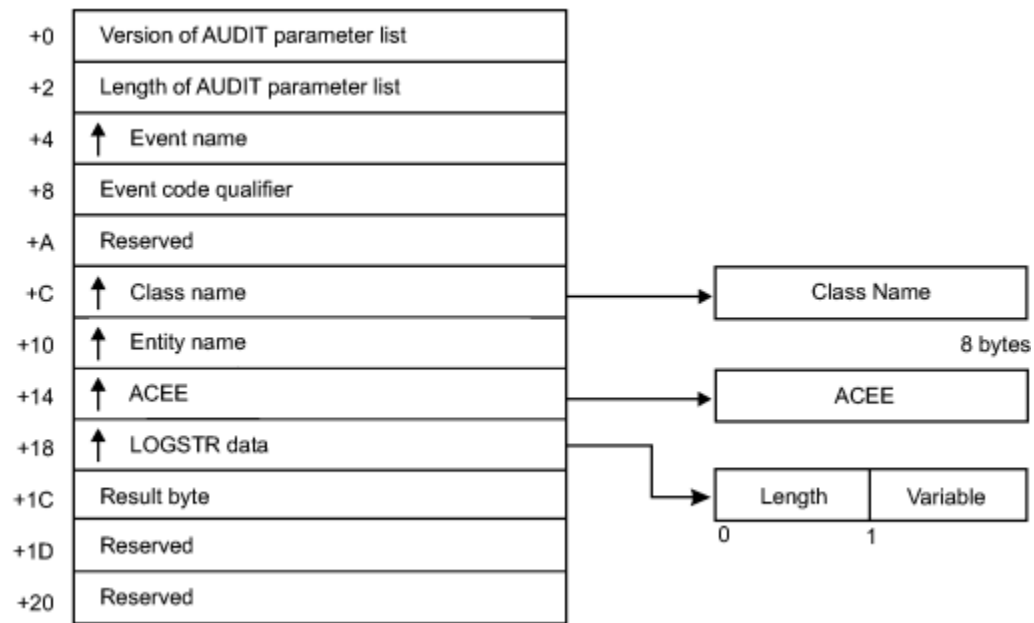 +0 Version of AUDIT parameter list
+2 Length of AUDIT parameter list
+4 Event name
+8 Event code qualifier
+A Reserved
+C Class name Class Name
+10 Entity name 8 bytes
+14 ACEE ACEE
+18 LOGSTR data
+1C Result byte Length Variable
0 1
+1D Reserved
+20 Reserved